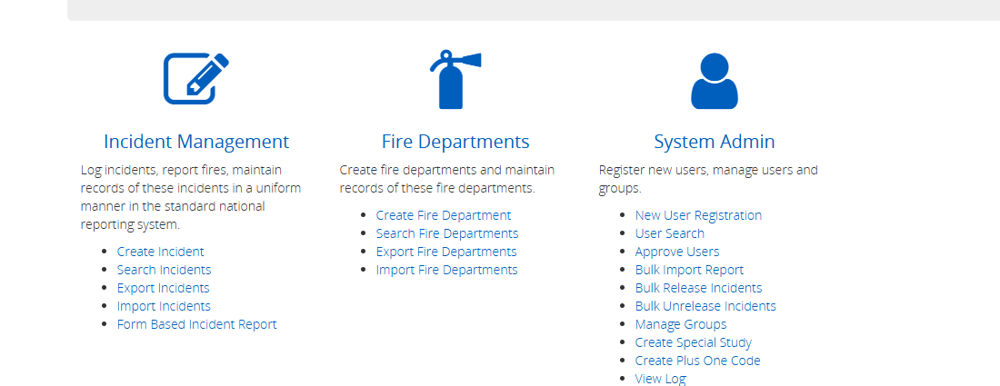 Incident Management
Log incidents, report fires, maintain
records of these incidents in a uniform
manner in the standard national
reporting system.
Create Incident
Search Incidents
Export Incidents
Import Incidents
Form Based Incident Report
Fire Departments
Create fire departments and maintain
records of these fire departments.
Create Fire Department
Search Fire Departments
Export Fire Departments
Import Fire Departments
System Admin
Register new users, manage users and
groups.
New User Registration
User Search
Approve Users
Bulk Import Report
Bulk Release Incidents
Bulk Unrelease Incidents
Manage Groups
Create Special Study
Create Plus One Code
View Log